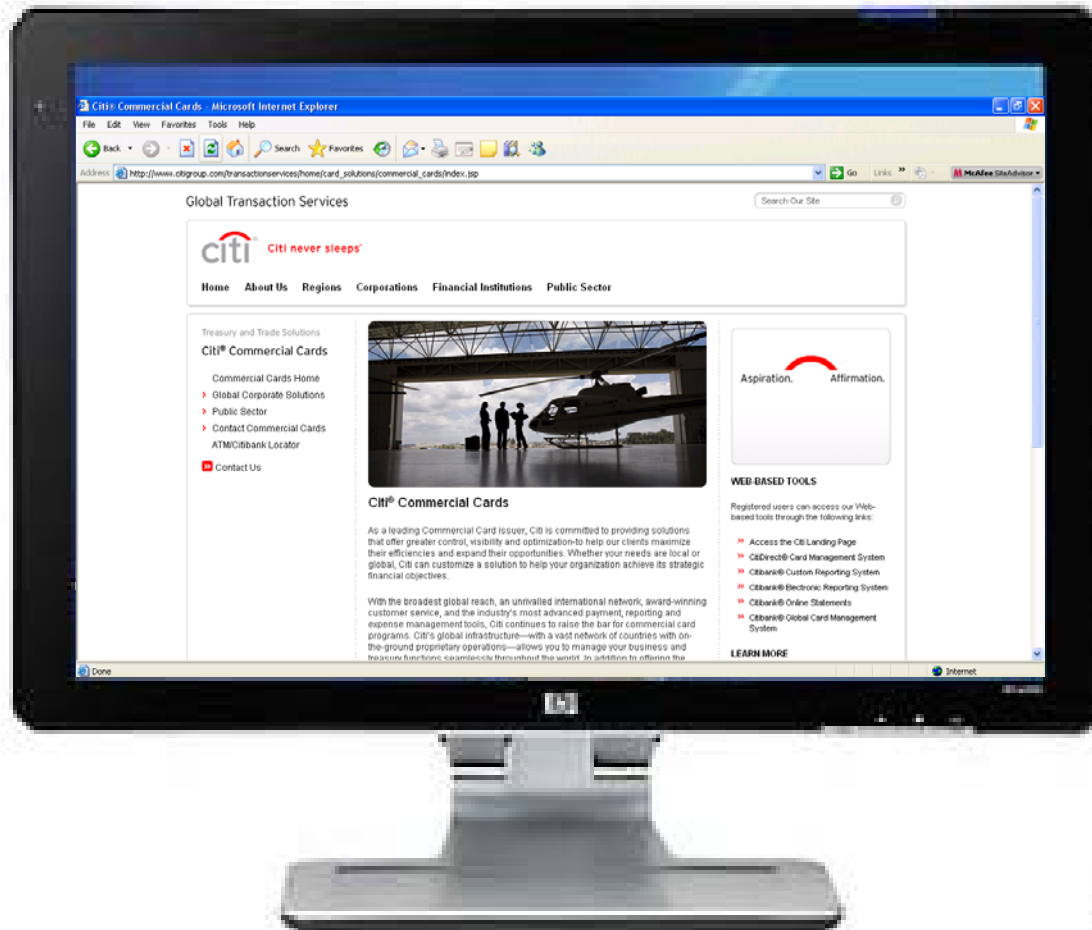 Citi® Commercial Cards - Microsoft Internet Explorer
File Edit View Favorites Tools Help
Back Search Favorites
Address http://www.citigroup.com/transactionservices/home/card_solutions/commercial_cards/index.jsp Go Links » McAfee SiteAdvisor
Global Transaction Services
Search Our Site
citi® Citi never sleeps®
Home About Us Regions Corporations Financial Institutions Public Sector
Treasury and Trade Solutions
Citi® Commercial Cards
Commercial Cards Home
Global Corporate Solutions
Public Sector
Contact Commercial Cards
ATM/Citibank Locator
Contact Us
Citi® Commercial Cards
As a leading Commercial Card issuer, Citi is committed to providing solutions
that offer greater control, visibility and optimization-to help our clients maximize
their efficiencies and expand their opportunities. Whether your needs are local or
global, Citi can customize a solution to help your organization achieve its strategic
financial objectives.
With the broadest global reach, an unrivalled international network, award-winning
customer service, and the industry's most advanced payment, reporting and
expense management tools, Citi continues to raise the bar for commercial card
programs. Citi's global infrastructure—with a vast network of countries with on-
the-ground proprietary operations—allows you to manage your business and
treasury functions seamlessly throughout the world. In addition to offering the
Aspiration. Affirmation.
WEB-BASED TOOLS
Registered users can access our Web-
based tools through the following links:
Access the Citi Landing Page
CitiDirect® Card Management System
Citibank® Custom Reporting System
Citibank® Electronic Reporting System
Citibank® Online Statements
Citibank® Global Card Management
System
LEARN MORE
Done Internet
hp